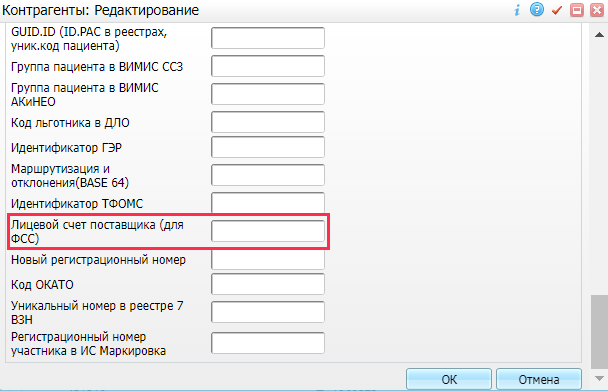 Контрагенты: Редактирование
GUID.ID (ID.PAC в реестрах,
уник.код пациента)
Группа пациента в ВИМИС ССЗ
Группа пациента в ВИМИС
АКиНЕО
Код льготника в ДЛО
Идентификатор ГЭР
Маршрутизация и
отклонения(BASE 64)
Идентификатор ТФОМС
Лицевой счет поставщика (для
ФСС)
Новый регистрационный номер
Код ОКАТО
Уникальный номер в реестре 7
ВЗН
Регистрационный номер
участника в ИС Маркировка
ОК
Отмена